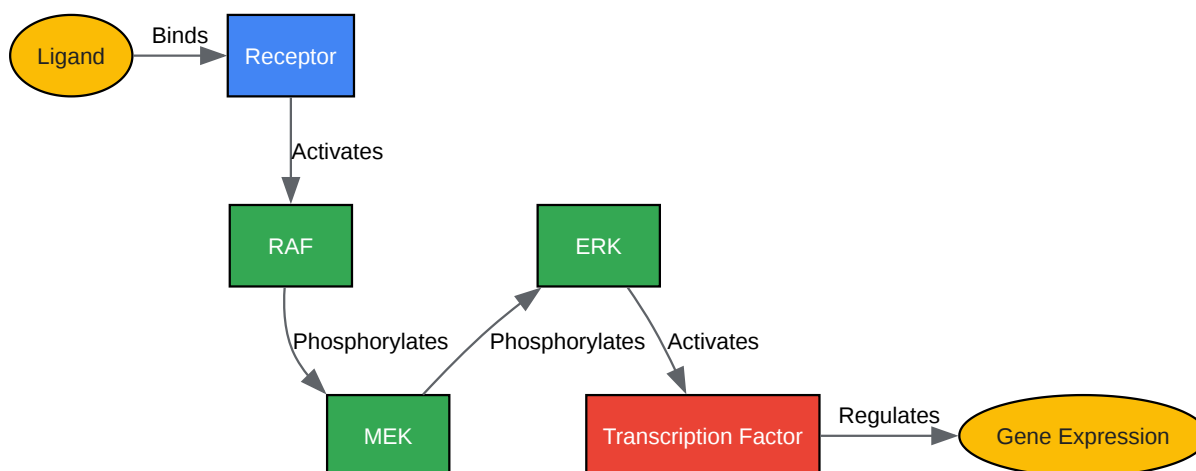 Ligand
Binds
Receptor
Activates
RAF
ERK
Phosphorylates
Phosphorylates
Activates
MEK
Transcription Factor
Regulates
Gene Expression